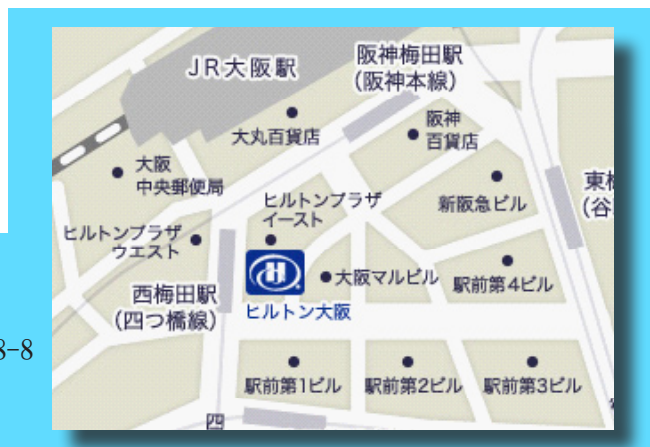 JR大阪駅
阪神梅田駅
(阪神本線)
大丸百貨店
阪神
百貨店
大阪
中央郵便局
ヒルトンプラザ
イースト
新阪急ビル
東梅
(谷
ヒルトンプラザ
ウエスト
大阪マルビル
駅前第4ビル
西梅田駅
(四つ橋線)
ヒルトン大阪
8-8
駅前第1ビル
駅前第2ビル
駅前第3ビル
四